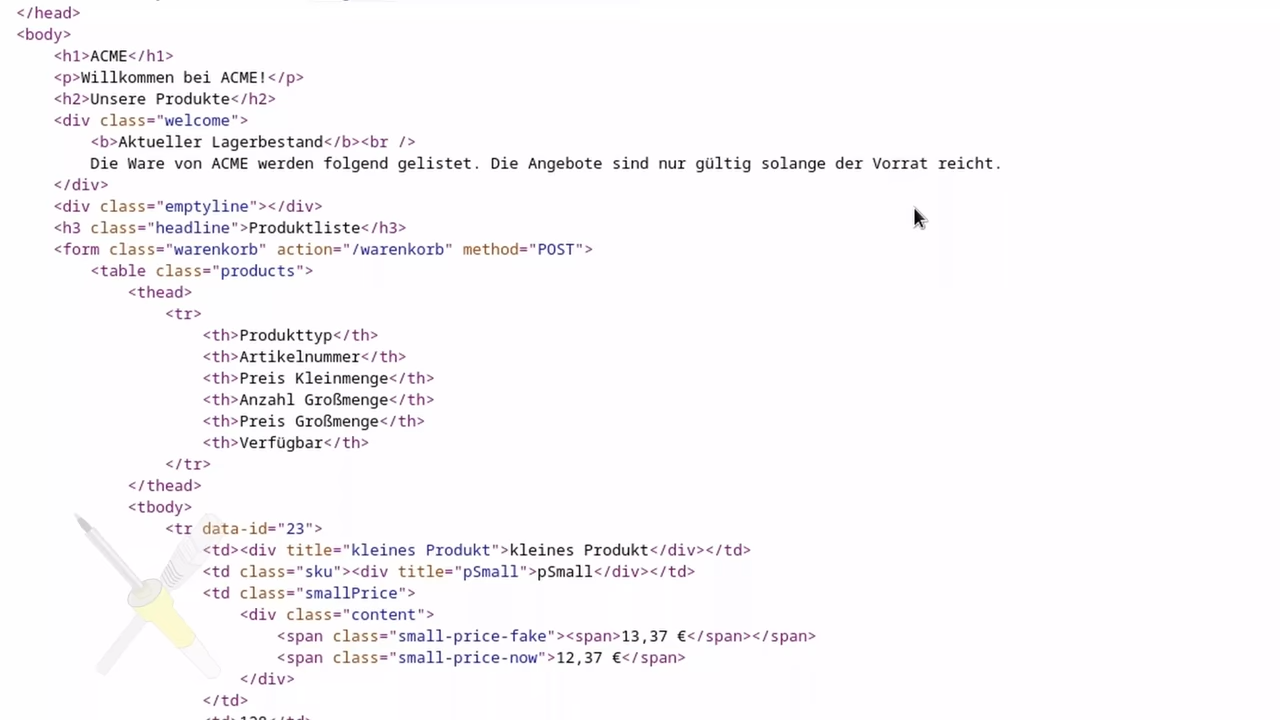 </head>
<body>
<h1>ACME</h1>
<p>Willkommen bei ACME!</p>
<h2>Unsere Produkte</h2>
<div class="welcome">
<b>Aktueller Lagerbestand</b><br />
Die Ware von ACME werden folgend gelistet. Die Angebote sind nur gültig solange der Vorrat reicht.
</div>
<div class="emptyline"></div>
<h3 class="headline">Produktliste</h3>
<form class="warenkorb" action="/warenkorb" method="POST">
<table class="products">
<thead>
<tr>
<th>Produkttyp</th>
<th>Artikelnummer</th>
<th>Preis Kleinmenge</th>
<th>Anzahl Großmenge</th>
<th>Preis Großmenge</th>
<th>Verfügbar</th>
</tr>
</thead>
<tbody>
<tr data-id="23">
<td><div title="kleines Produkt">kleines Produkt</div></td>
<td class="sku"><div title="pSmall">pSmall</div></td>
<td class="smallPrice">
<div class="content">
<span class="small-price-fake"><span>13,37 €</span></span>
<span class="small-price-now">12,37 €</span>
</div>
</td>